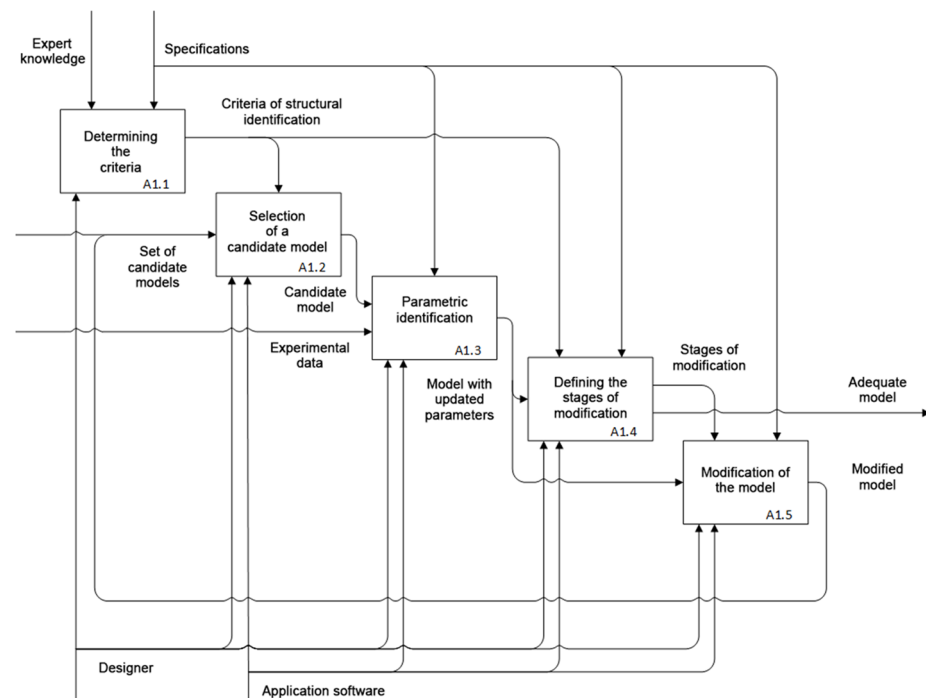 Expert
knowledge
Specifications
Criteria of structural
identification
Determining
the
criteria
A1.1
Selection
of a
candidate model
A1.2
Set of
candidate
models
Candidate
model
Parametric
identification
A1.3
Experimental
data
Model with
updated
parameters
Defining the
stages of
modification
A1.4
Stages of
modification
Adequate
model
Modification of
the model
A1.5
Modified
model
Designer
Application software